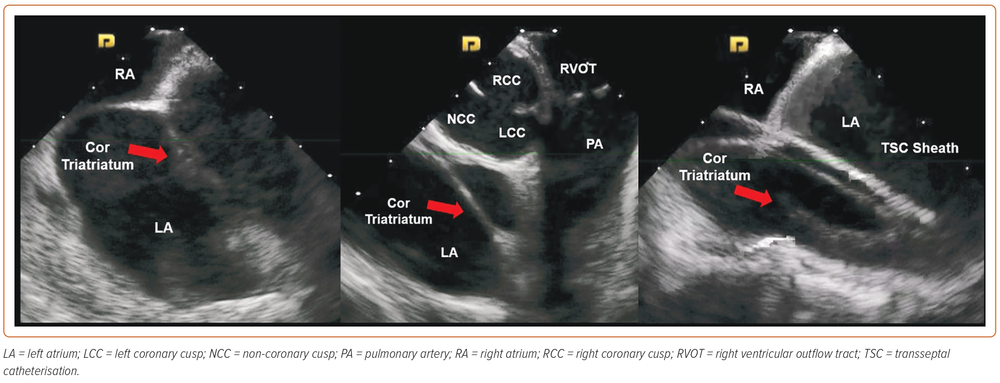 RA
Cor
Triatriatum
LA
RCC
RVOT
NCC
LCC
PA
Cor
Triatriatum
LA
RA
LA
TSC Sheath
Cor
Triatriatum
LA = left atrium; LCC = left coronary cusp; NCC = non-coronary cusp; PA = pulmonary artery; RA = right atrium; RCC = right coronary cusp; RVOT = right ventricular outflow tract; TSC = transseptal
catheterisation.